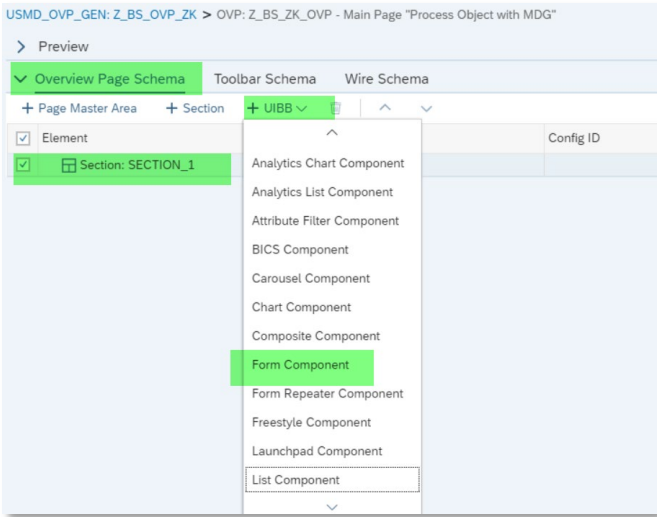 USMD_OVP_GEN: Z_BS_OVP_ZK > OVP: Z_BS_ZK_OVP - Main Page "Process Object with MDG"
Preview
Overview Page Schema Toolbar Schema Wire Schema
+ Page Master Area + Section + UIBB
Element Config ID
Section: SECTION_1
Analytics Chart Component
Analytics List Component
Attribute Filter Component
BICS Component
Carousel Component
Chart Component
Composite Component
Form Component
Form Repeater Component
Freestyle Component
Launchpad Component
List Component